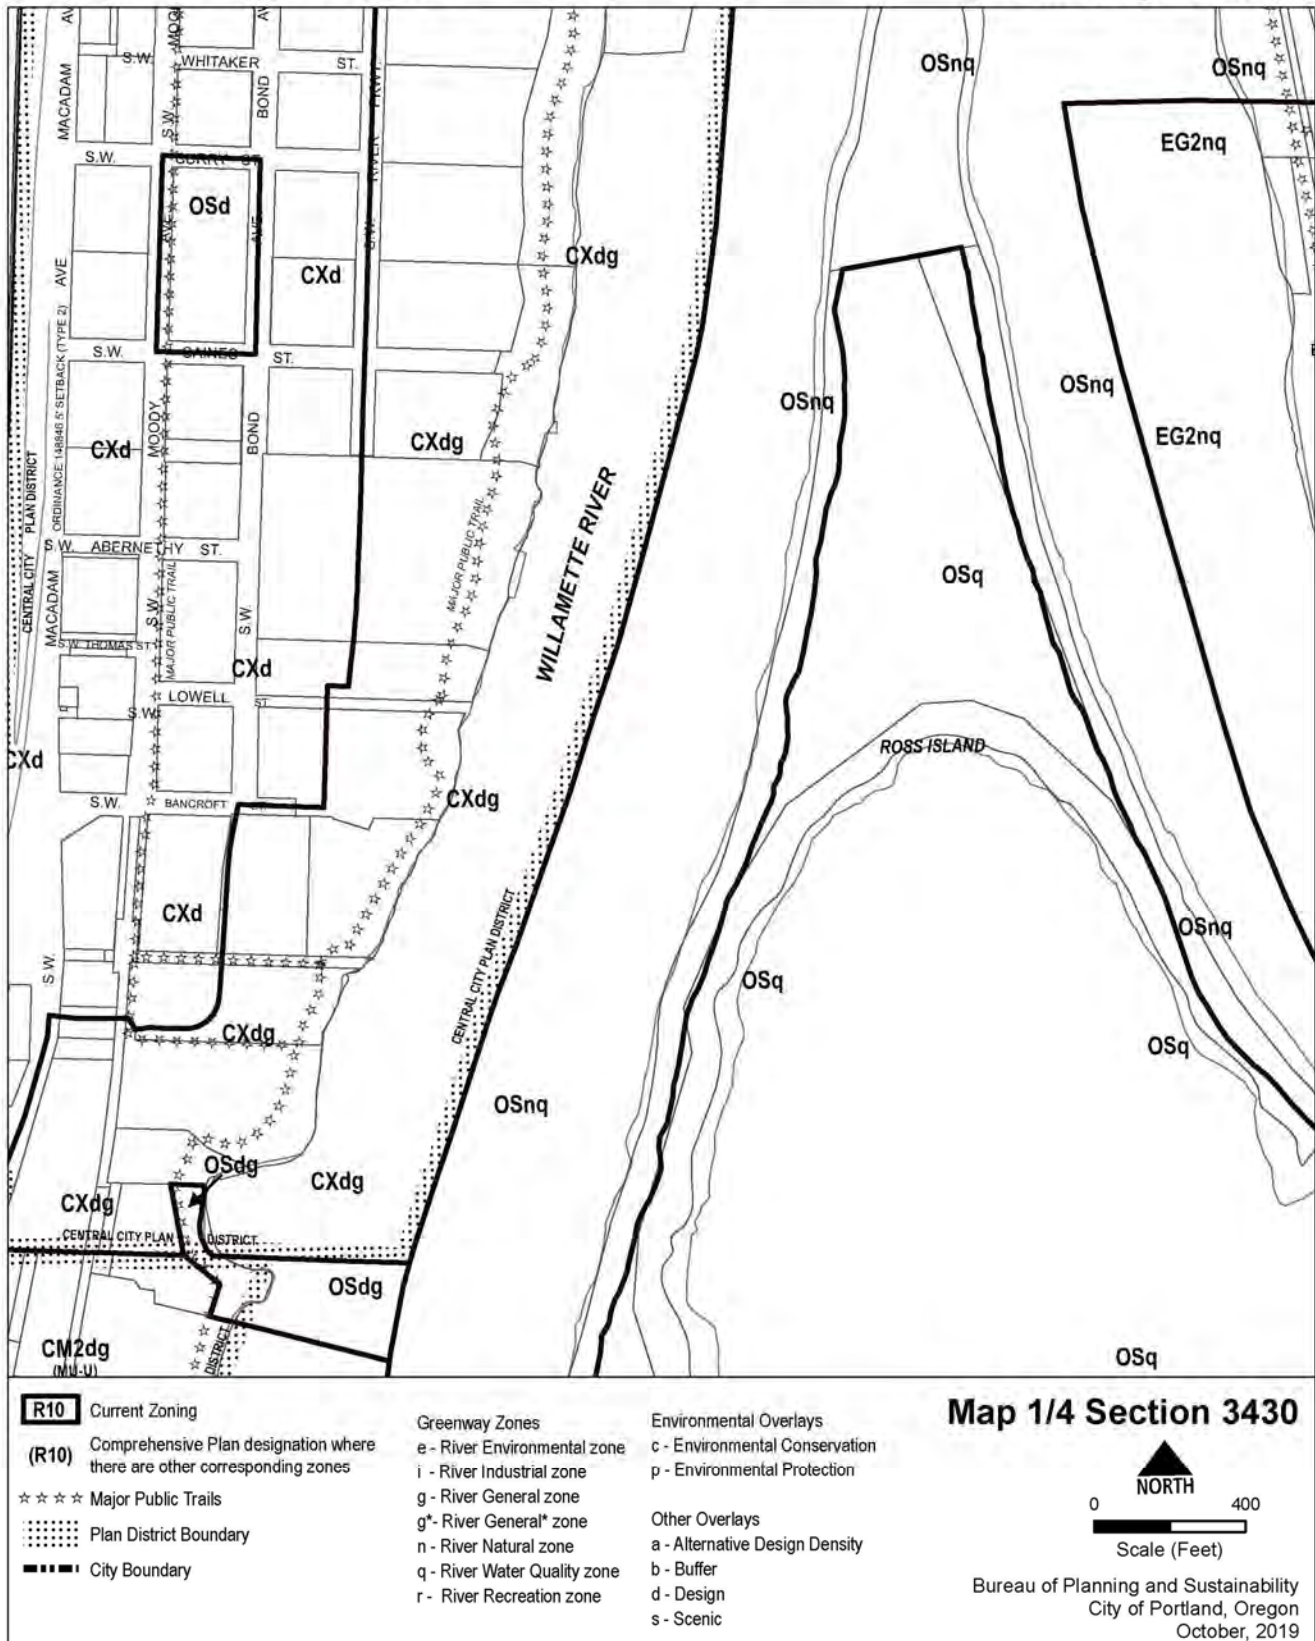 AV
MOO
AV
S.W.
WHITAKER
ST.
PKWY.
OSnq
OSnq
MACADAM
S.W.
BOND
RIVER
EG2nq
S.W.
CURRY ST.
OSd
AVE
AVE.
S.W.
CXdg
CXd
AVE
S.W.
GAINES
ST.
OSnq
OSnq
ORDINANCE 148846 5' SETBACK (TYPE 2)
MOODY
BOND
CXd
CXdg
EG2nq
CENTRAL CITY PLAN DISTRICT
MAJOR PUBLIC TRAIL
WILLAMETTE RIVER
S.W. ABERNETHY ST.
OSq
MACADAM
S.W.
MAJOR PUBLIC TRAIL
S.W.
S.W. THOMAS ST.
CXd
LOWELL
ST.
S.W.
ROSS ISLAND
CXd
CXdg
S.W.
BANCROFT
ST.
CXd
OSnq
S.W.
CENTRAL CITY PLAN DISTRICT
OSq
CXdg
OSq
OSnq
OSdg
CXdg
CXdg
CENTRAL CITY PLAN DISTRICT
OSdg
DISTRICT
CM2dg
(MU-U)
OSq
R10 Current Zoning
(R10) Comprehensive Plan designation where
there are other corresponding zones
☆☆☆☆ Major Public Trails
Plan District Boundary
City Boundary
Greenway Zones
e - River Environmental zone
i - River Industrial zone
g - River General zone
g*- River General* zone
n - River Natural zone
q - River Water Quality zone
r - River Recreation zone
Environmental Overlays
c - Environmental Conservation
p - Environmental Protection
Other Overlays
a - Alternative Design Density
b - Buffer
d - Design
s - Scenic
Map 1/4 Section 3430
NORTH
0 400
Scale (Feet)
Bureau of Planning and Sustainability
City of Portland, Oregon
October, 2019